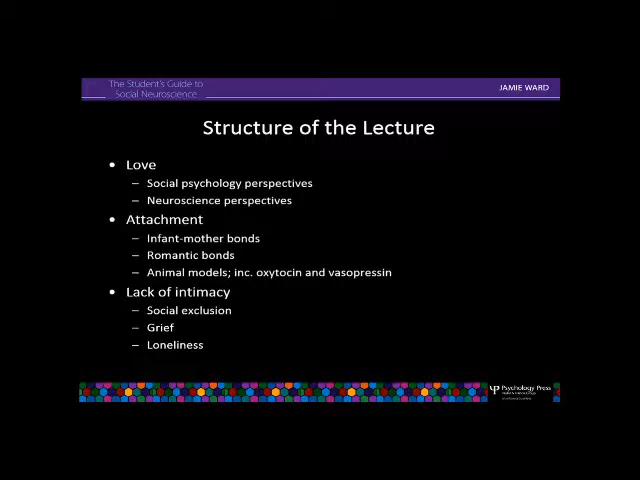 The Student's Guide to
Social Neuroscience
JAMIE WARD
Structure of the Lecture
• Love
– Social psychology perspectives
– Neuroscience perspectives
• Attachment
– Infant-mother bonds
– Romantic bonds
– Animal models; inc. oxytocin and vasopressin
• Lack of intimacy
– Social exclusion
– Grief
– Loneliness
Psychology Press